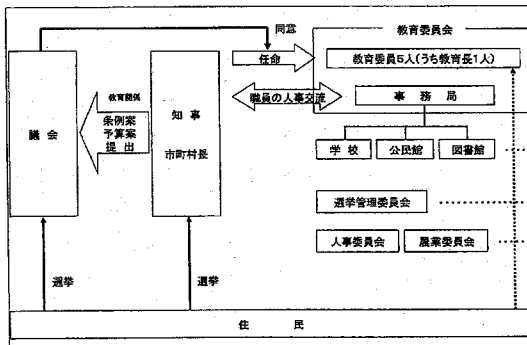 同意
教育委員会
任命
教育委員5人(うち教育長1人)
教育関係
条例案
予算案
提出
議会
知事
市町村長
職員の人事交流
事務局
学校
公民館
図書館
選挙管理委員会
人事委員会
農業委員会
選挙
選挙
住民